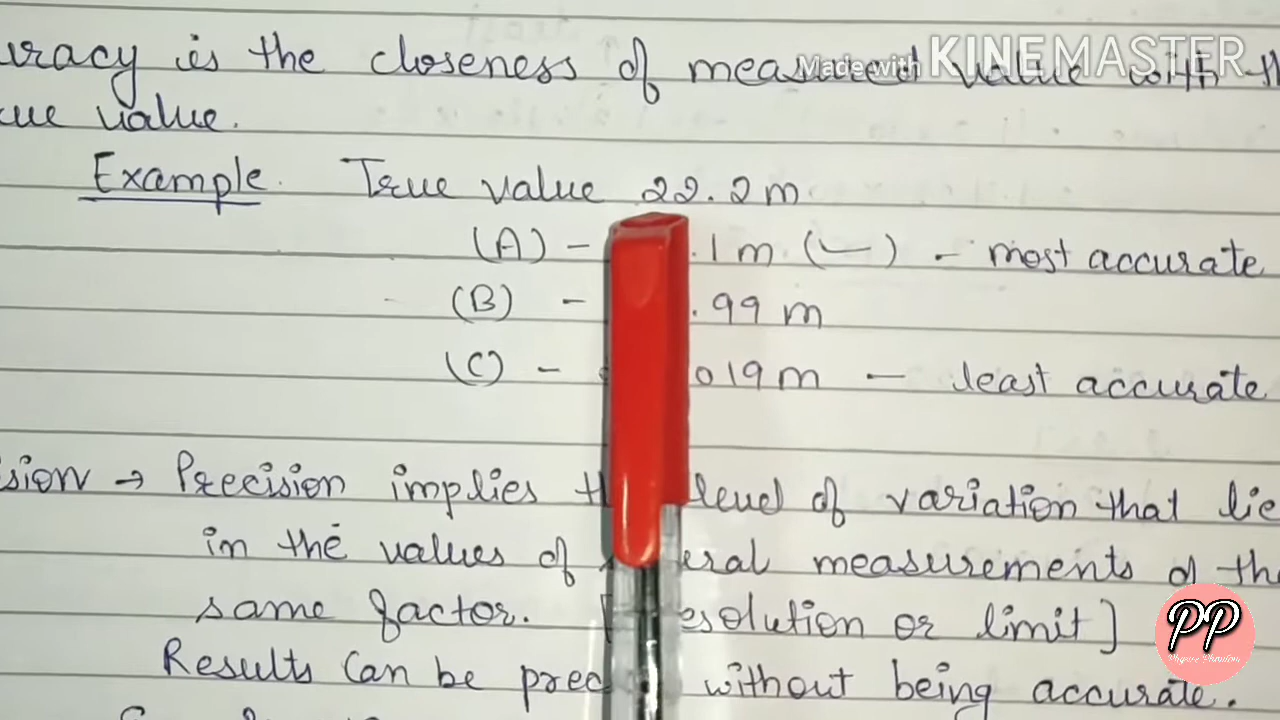 uracy is the closeness of measured value with th
Made with KINEMASTER
ue value.
Example. True value 22.2 m
(A) - .1 m (✓) - most accurate
(B) - .99 m
(C) - 019 m - least accurate
sion → Precision implies th level of variation that lie
in the values of eral measurements of the
same factor. [esolution or limit]
Results can be prec without being accurate.
PP